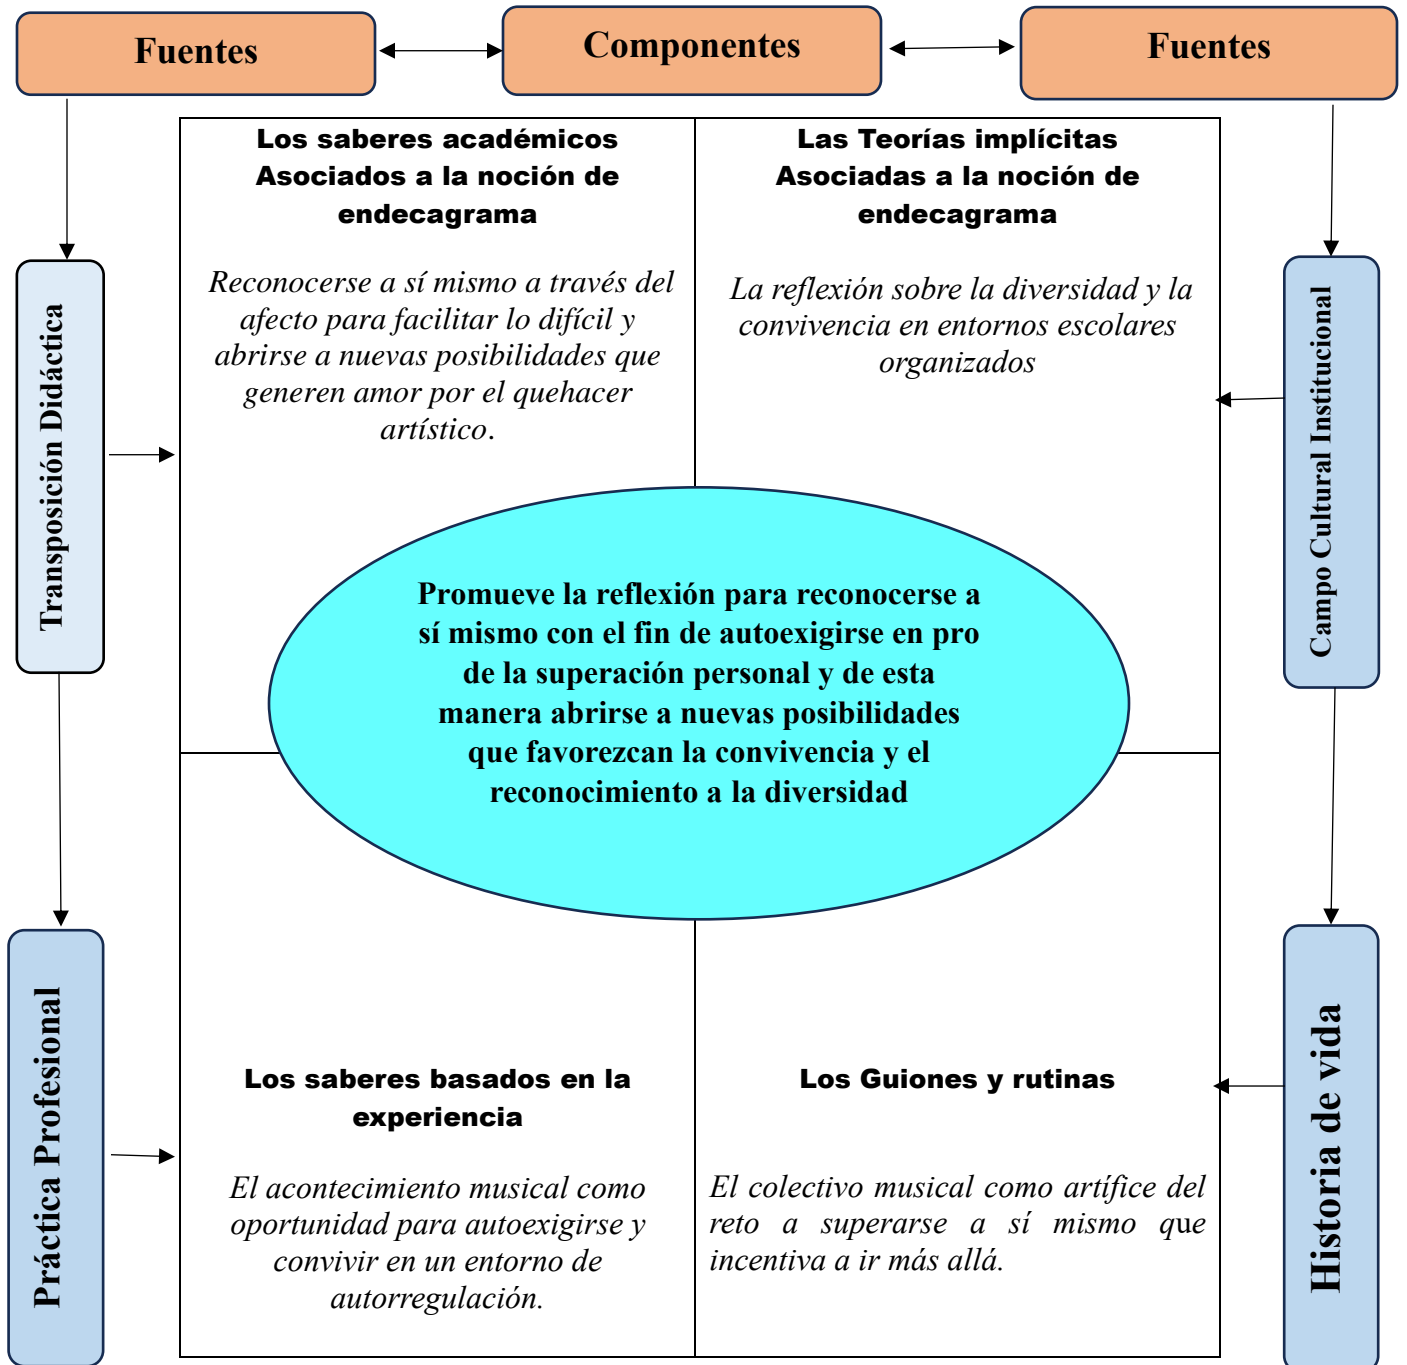 Fuentes
Componentes
Fuentes
Los saberes académicos
Asociados a la noción de
endecagrama
Reconocerse a sí mismo a través del
afecto para facilitar lo difícil y
abrirse a nuevas posibilidades que
generen amor por el quehacer
artístico.
Las Teorías implícitas
Asociadas a la noción de
endecagrama
La reflexión sobre la diversidad y la
convivencia en entornos escolares
organizados
Transposición Didáctica
Campo Cultural Institucional
Promueve la reflexión para reconocerse a
sí mismo con el fin de autoexigirse en pro
de la superación personal y de esta
manera abrirse a nuevas posibilidades
que favorezcan la convivencia y el
reconocimiento a la diversidad
Práctica Profesional
Los saberes basados en la
experiencia
El acontecimiento musical como
oportunidad para autoexigirse y
convivir en un entorno de
autorregulación.
Los Guiones y rutinas
El colectivo musical como artífice del
reto a superarse a sí mismo que
incentiva a ir más allá.
Historia de vida